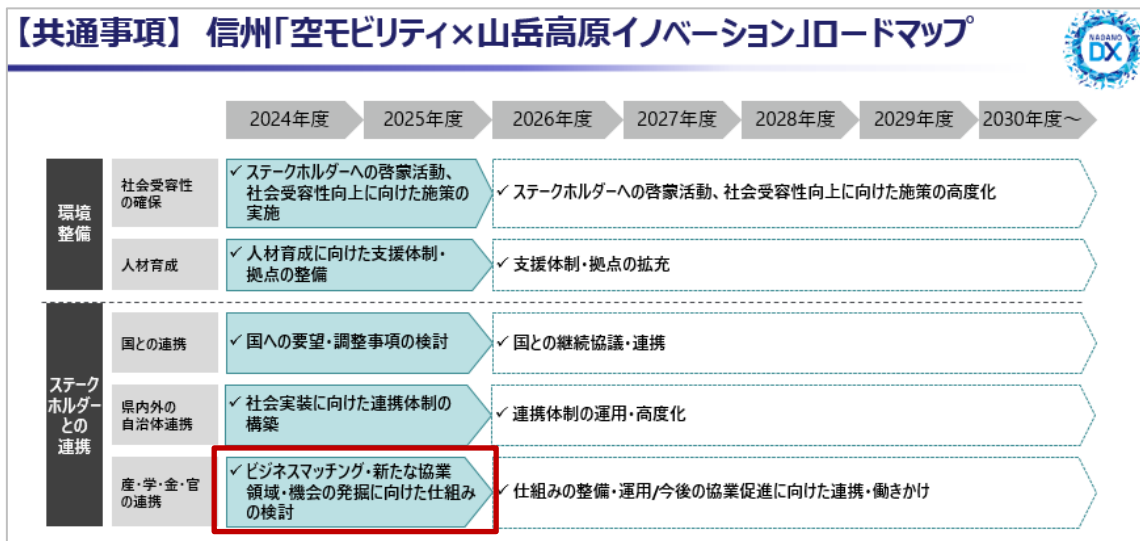 【共通事項】 信州「空モビリティ×山岳高原イノベーション」ロードマップ
NAGANO
DX
2024年度
2025年度
2026年度
2027年度
2028年度
2029年度
2030年度~
環境
整備
社会受容性
の確保
✓ステークホルダーへの啓蒙活動、
社会受容性向上に向けた施策の
実施
✓ステークホルダーへの啓蒙活動、社会受容性向上に向けた施策の高度化
人材育成
✓人材育成に向けた支援体制・
拠点の整備
✓支援体制・拠点の拡充
ステーク
ホルダー
との
連携
国との連携
✓国への要望・調整事項の検討
✓国との継続協議・連携
県内外の
自治体連携
✓社会実装に向けた連携体制の
構築
✓連携体制の運用・高度化
産・学・金・官
の連携
✓ビジネスマッチング・新たな協業
領域・機会の発掘に向けた仕組み
の検討
✓仕組みの整備・運用/今後の協業促進に向けた連携・働きかけ